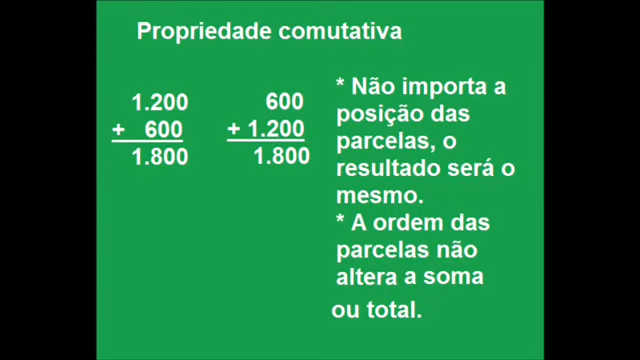 Propriedade comutativa
1.200
+ 600
1.800
600
+ 1.200
1.800
* Não importa a
posição das
parcelas, o
resultado será o
mesmo.
* A ordem das
parcelas não
altera a soma
ou total.